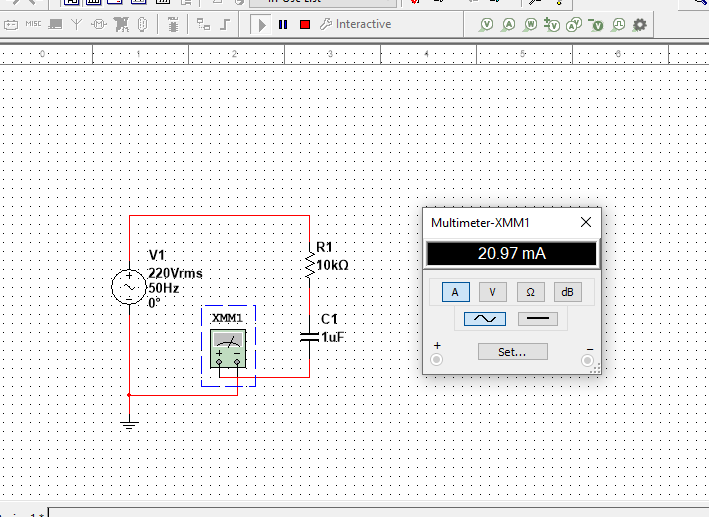 In Use List
MISC
Interactive
0 1 2 3 4 5 6
V A W V A V
Multimeter-XMM1
20.97 mA
A V Ω dB
+ −
Set...
V1
220Vrms
50Hz
0°
R1
10kΩ
XMM1
C1
1uF